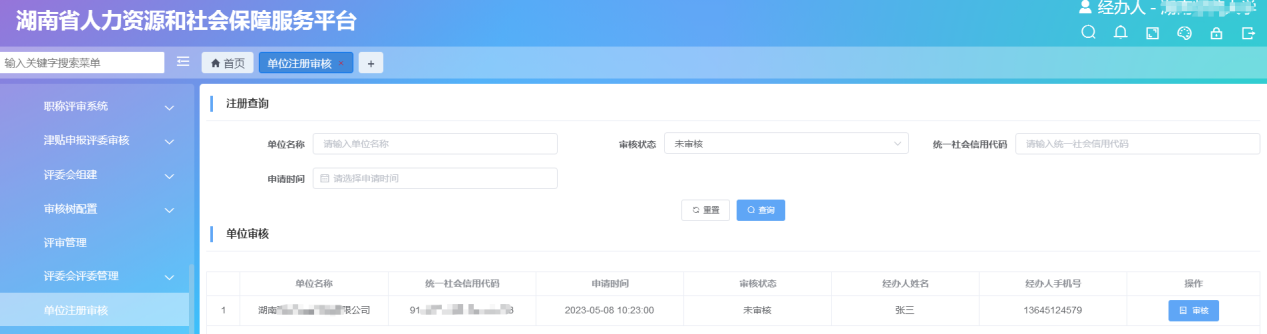 湖南省人力资源和社会保障服务平台
经办人 -
输入关键字搜索菜单
首页
单位注册审核 ×
+
职称评审系统
津贴申报评委审核
评委会组建
审核树配置
评审管理
评委会评委管理
单位注册审核
注册查询
单位名称 请输入单位名称 审核状态 未审核 统一社会信用代码 请输入统一社会信用代码
申请时间 请选择申请时间
重置 查询
单位审核
单位名称 统一社会信用代码 申请时间 审核状态 经办人姓名 经办人手机号 操作
1 湖南 限公司 91 2023-05-08 10:23:00 未审核 张三 13645124579 审核